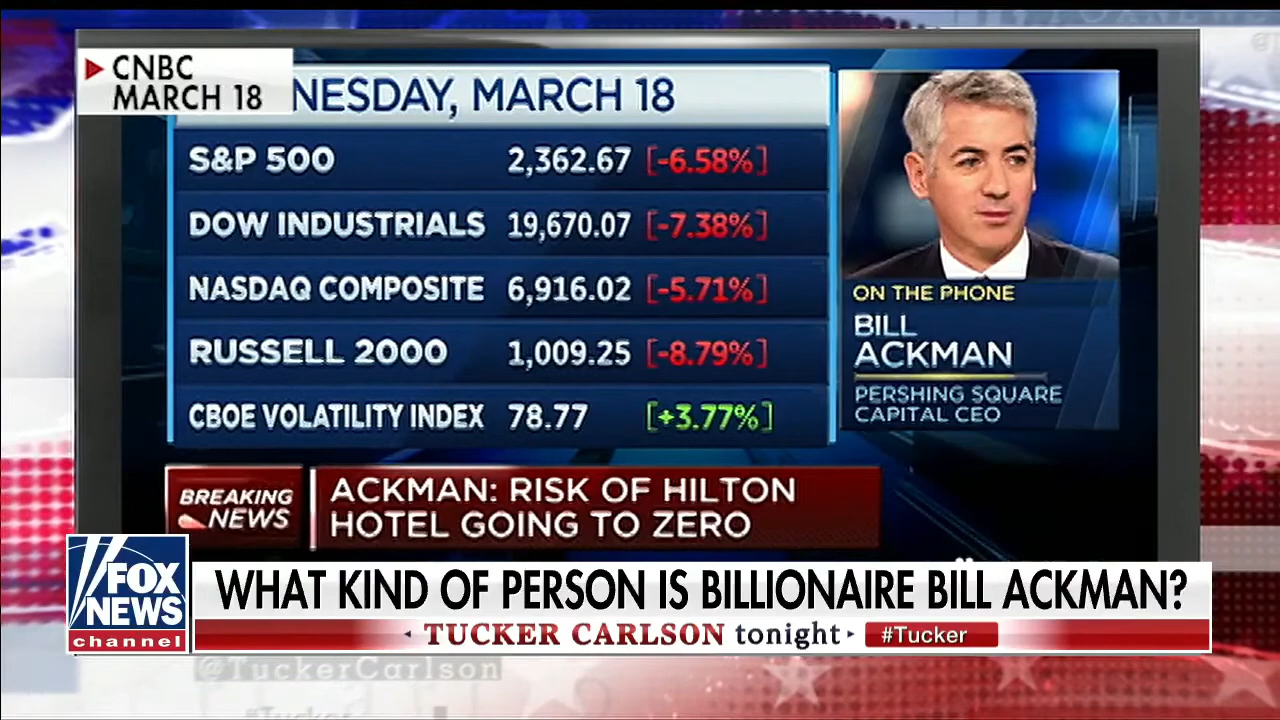 CNBC
MARCH 18
NESDAY, MARCH 18
S&P 500 2,362.67 [-6.58%]
DOW INDUSTRIALS 19,670.07 [-7.38%]
NASDAQ COMPOSITE 6,916.02 [-5.71%]
RUSSELL 2000 1,009.25 [-8.79%]
CBOE VOLATILITY INDEX 78.77 [+3.77%]
ON THE PHONE
BILL
ACKMAN
PERSHING SQUARE
CAPITAL CEO
BREAKING
NEWS
ACKMAN: RISK OF HILTON
HOTEL GOING TO ZERO
FOX
NEWS
channel
WHAT KIND OF PERSON IS BILLIONAIRE BILL ACKMAN?
TUCKER CARLSON tonight
#Tucker
@TuckerCarlson
#Tucker